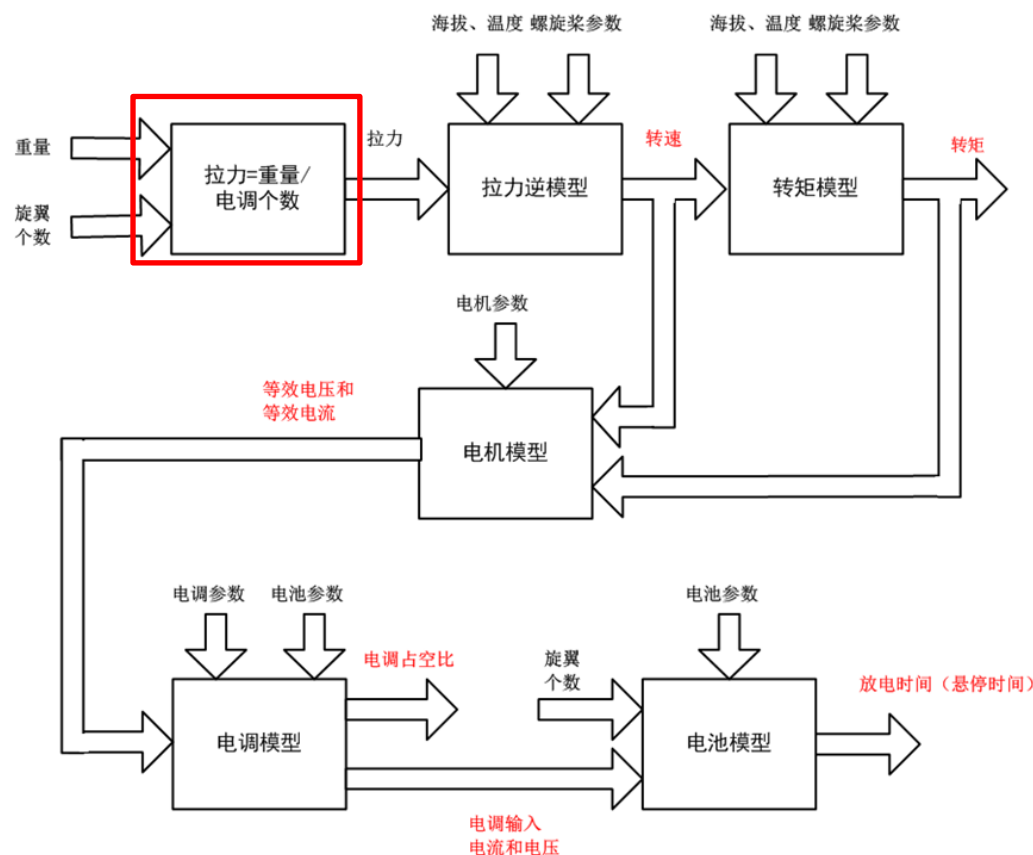 海拔、温度 螺旋桨参数
海拔、温度 螺旋桨参数
重量
旋翼
个数
拉力=重量/
电调个数
拉力
拉力逆模型
转速
转矩模型
转矩
电机参数
等效电压和
等效电流
电机模型
电调参数
电池参数
电调占空比
旋翼
个数
电池参数
放电时间（悬停时间）
电调模型
电池模型
电调输入
电流和电压